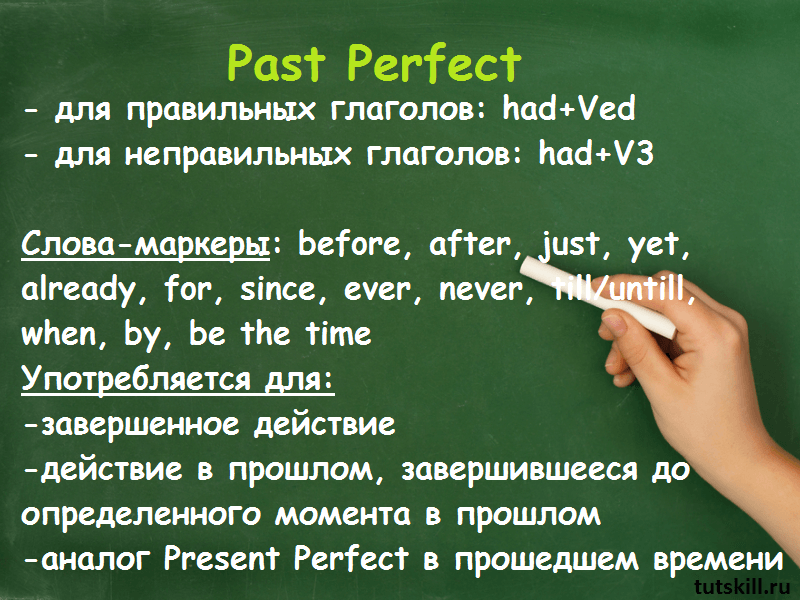 Past Perfect
- для правильных глаголов: had+Ved
- для неправильных глаголов: had+V3
Слова-маркеры: before, after, just, yet,
already, for, since, ever, never, till/untill,
when, by, be the time
Употребляется для:
-завершенное действие
-действие в прошлом, завершившееся до
определенного момента в прошлом
-аналог Present Perfect в прошедшем времени
tutskill.ru